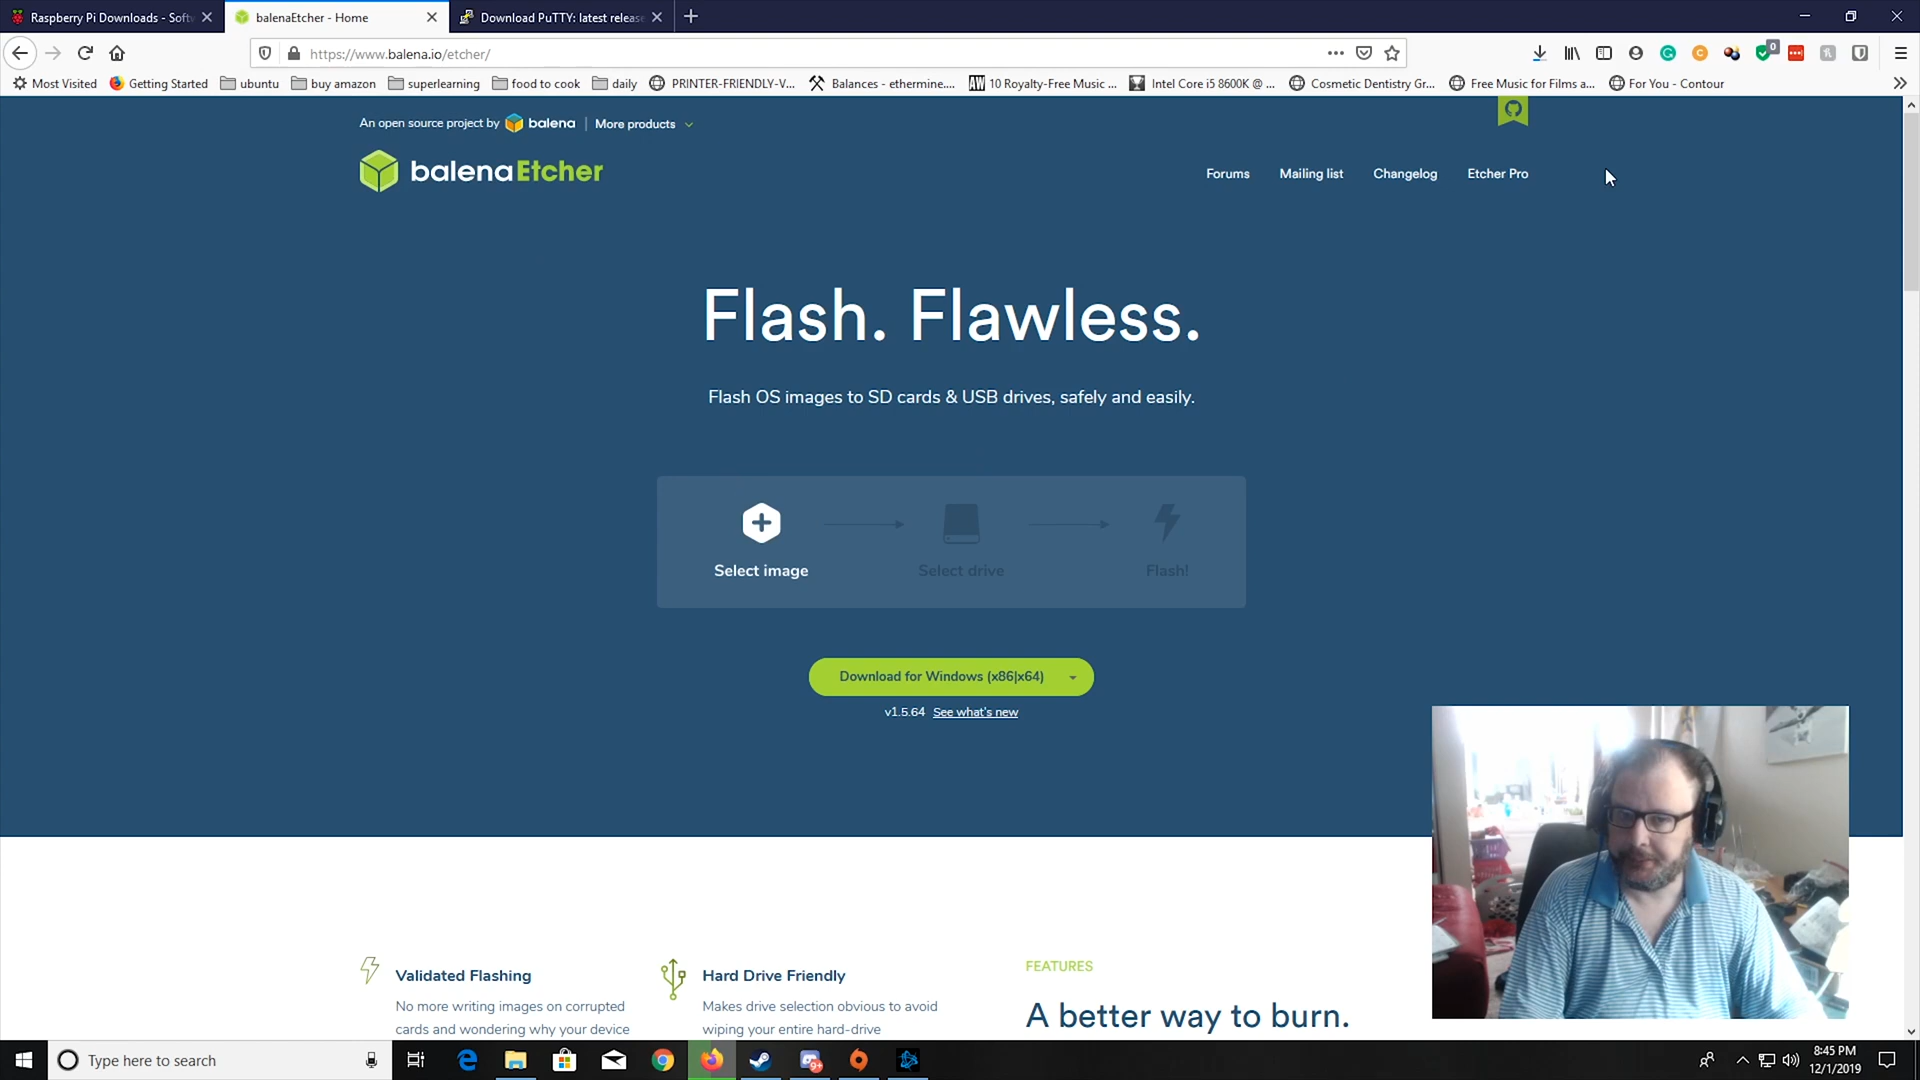 Raspberry Pi Downloads - Softw
balenaEtcher - Home
Download PuTTY: latest release
https://www.balena.io/etcher/
0
Most Visited
Getting Started
ubuntu
buy amazon
superlearning
food to cook
daily
PRINTER-FRIENDLY-V...
Balances - ethermine....
10 Royalty-Free Music ...
Intel Core i5 8600K @ ...
Cosmetic Dentistry Gr...
Free Music for Films a...
For You - Contour
An open source project by balena | More products
balenaEtcher
Forums
Mailing list
Changelog
Etcher Pro
Flash. Flawless.
Flash OS images to SD cards & USB drives, safely and easily.
Select image
Select drive
Flash!
Download for Windows (x86|x64)
v1.5.64 See what's new
Validated Flashing
No more writing images on corrupted
cards and wondering why your device
Hard Drive Friendly
Makes drive selection obvious to avoid
wiping your entire hard-drive
FEATURES
A better way to burn.
Type here to search
8:45 PM
12/1/2019